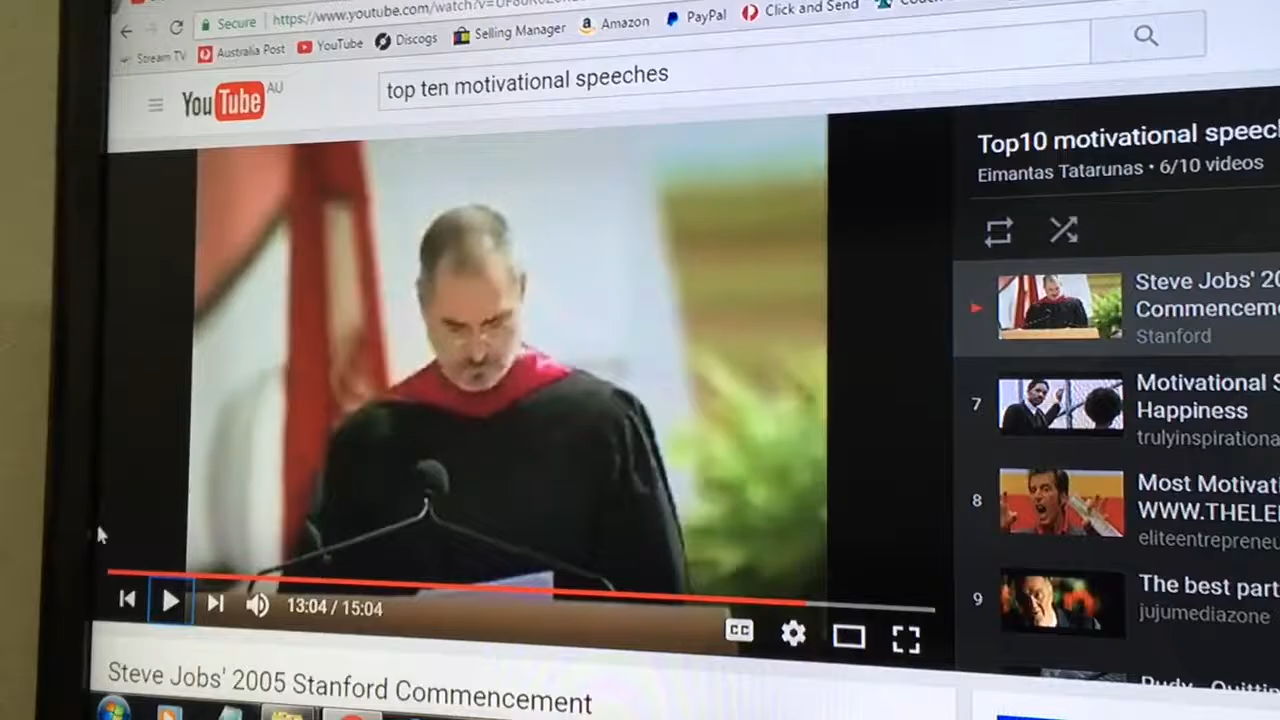 Secure https://www.youtube.com/watch?v=
Stream TV Australia Post YouTube Discogs Selling Manager Amazon PayPal Click and Send
YouTube AU
top ten motivational speeches
Top10 motivational speec
Eimantas Tatarunas • 6/10 videos
Steve Jobs' 20
Commencem
Stanford
7
Motivational S
Happiness
trulyinspirationa
8
Most Motivati
WWW.THELE
eliteentrepreneu
9
The best part
jujumediazone
13:04 / 15:04
CC
Steve Jobs' 2005 Stanford Commencement